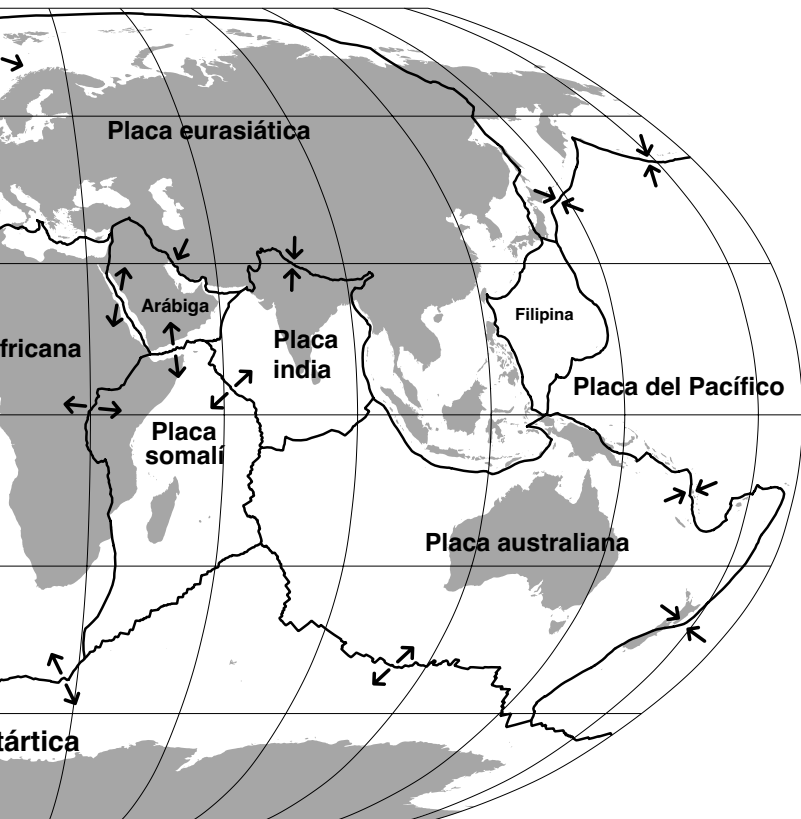 Placa eurasiática
Arábiga
Filipina
fricana
Placa
india
Placa del Pacífico
Placa
somalí
Placa australiana
tártica